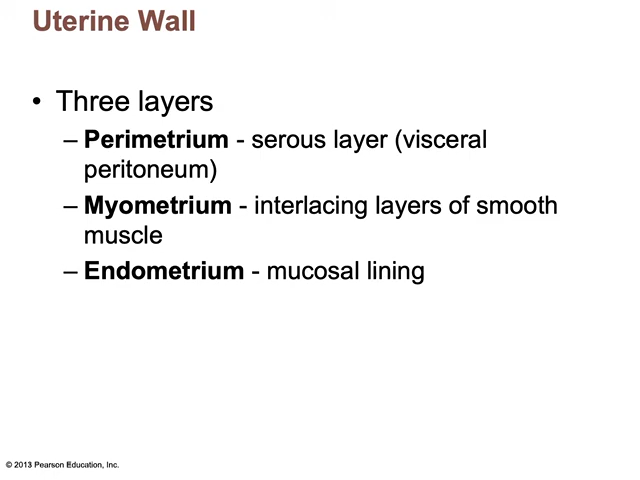 Uterine Wall
• Three layers
– Perimetrium - serous layer (visceral
peritoneum)
– Myometrium - interlacing layers of smooth
muscle
– Endometrium - mucosal lining
© 2013 Pearson Education, Inc.